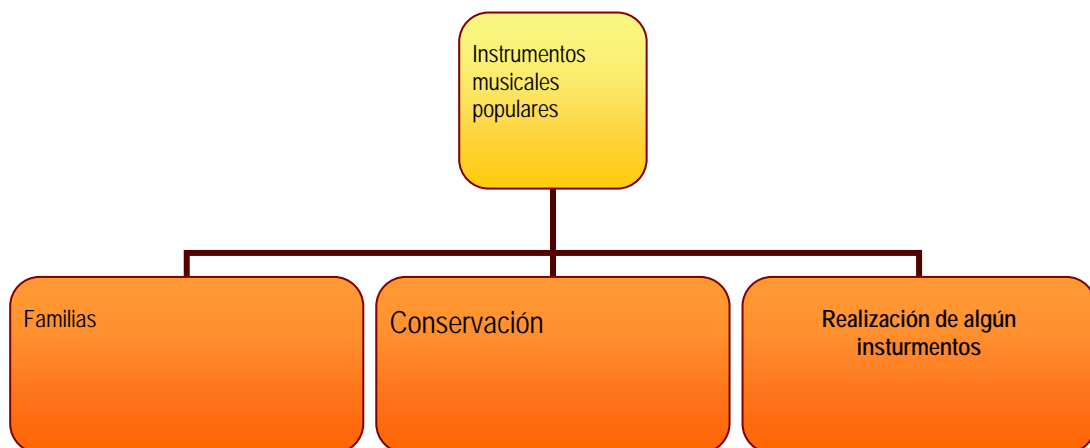 Instrumentos
musicales
populares
Familias
Conservación
Realización de algún
insturmentos